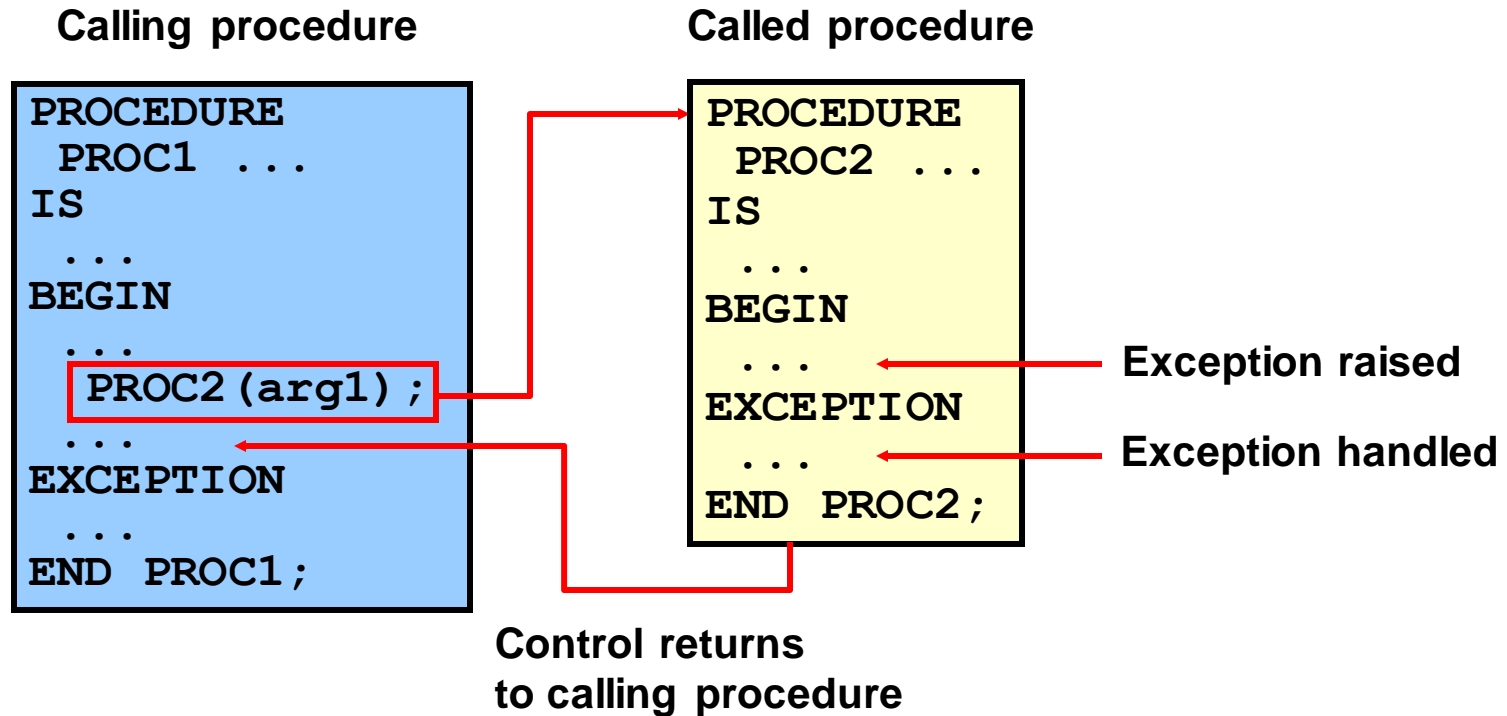 Calling procedure
PROCEDURE
PROC1 ...
IS
...
BEGIN
...
PROC2(arg1);
...
EXCEPTION
...
END PROC1;
Called procedure
PROCEDURE
PROC2 ...
IS
...
BEGIN
...
EXCEPTION
...
END PROC2;
Exception raised
Exception handled
Control returns
to calling procedure